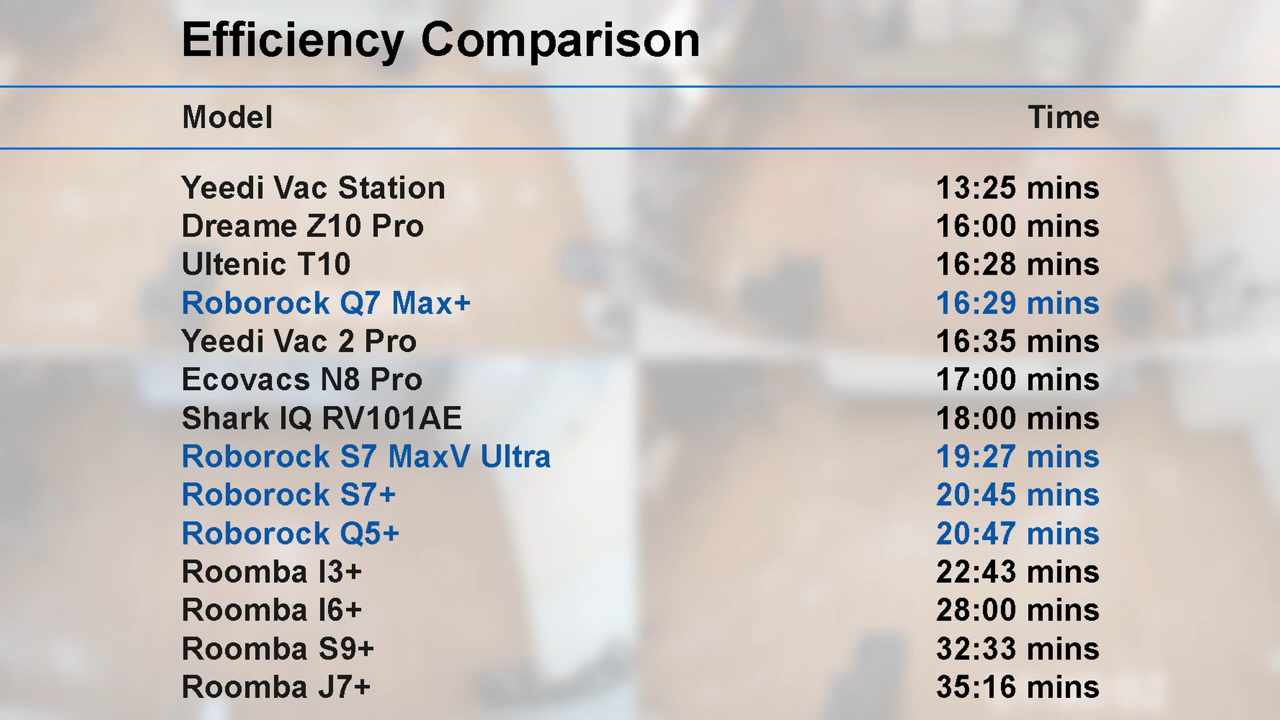 Efficiency Comparison
Model Time
Yeedi Vac Station 13:25 mins
Dreame Z10 Pro 16:00 mins
Ultenic T10 16:28 mins
Roborock Q7 Max+ 16:29 mins
Yeedi Vac 2 Pro 16:35 mins
Ecovacs N8 Pro 17:00 mins
Shark IQ RV101AE 18:00 mins
Roborock S7 MaxV Ultra 19:27 mins
Roborock S7+ 20:45 mins
Roborock Q5+ 20:47 mins
Roomba I3+ 22:43 mins
Roomba I6+ 28:00 mins
Roomba S9+ 32:33 mins
Roomba J7+ 35:16 mins